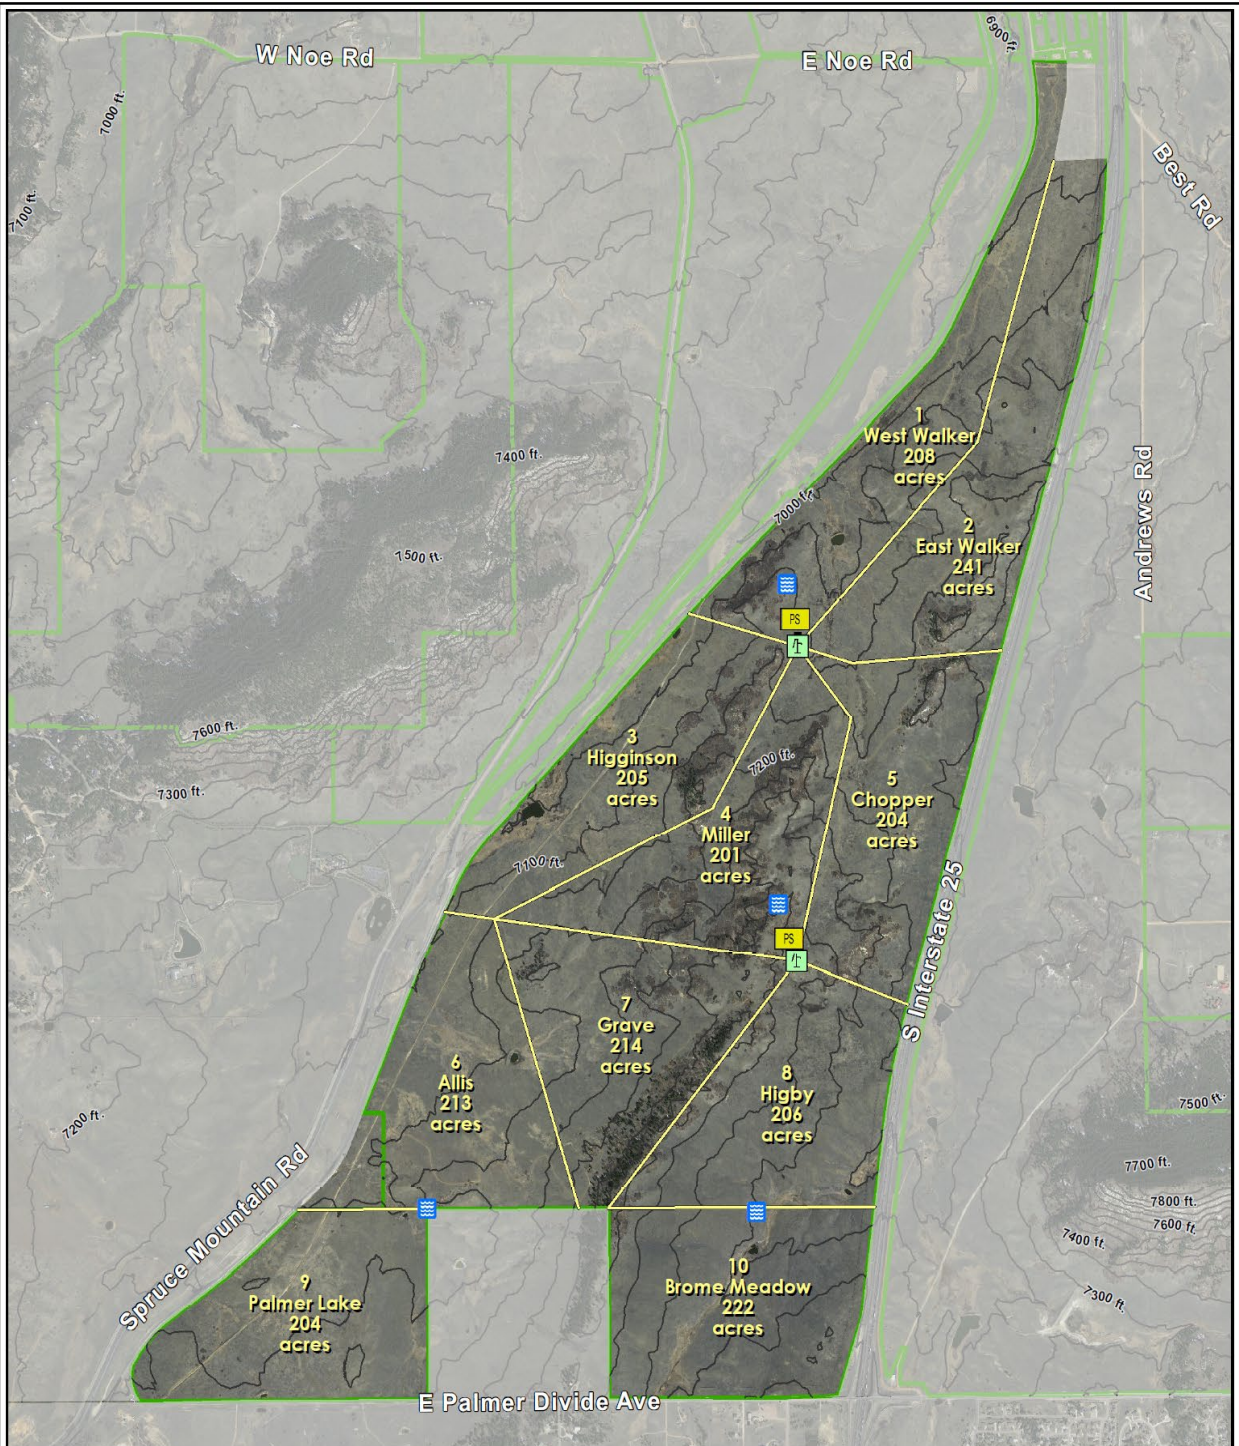 W Noe Rd
E Noe Rd
6900 ft.
7000 ft.
Best Rd
7100 ft.
7400 ft.
1
West Walker
208
acres
Andrews Rd
7000 ft.
7500 ft.
2
East Walker
241
acres
PS
7600 ft.
3
Higginson
205
acres
7200 ft.
7300 ft.
5
Chopper
204
acres
4
Miller
201
acres
7100 ft.
S Interstate 25
PS
7
Grave
214
acres
6
Allis
213
acres
8
Higby
206
acres
7200 ft.
7500 ft.
7700 ft.
7800 ft.
7600 ft.
7400 ft.
7300 ft.
Spruce Mountain Rd
9
Palmer Lake
204
acres
10
Brome Meadow
222
acres
E Palmer Divide Ave